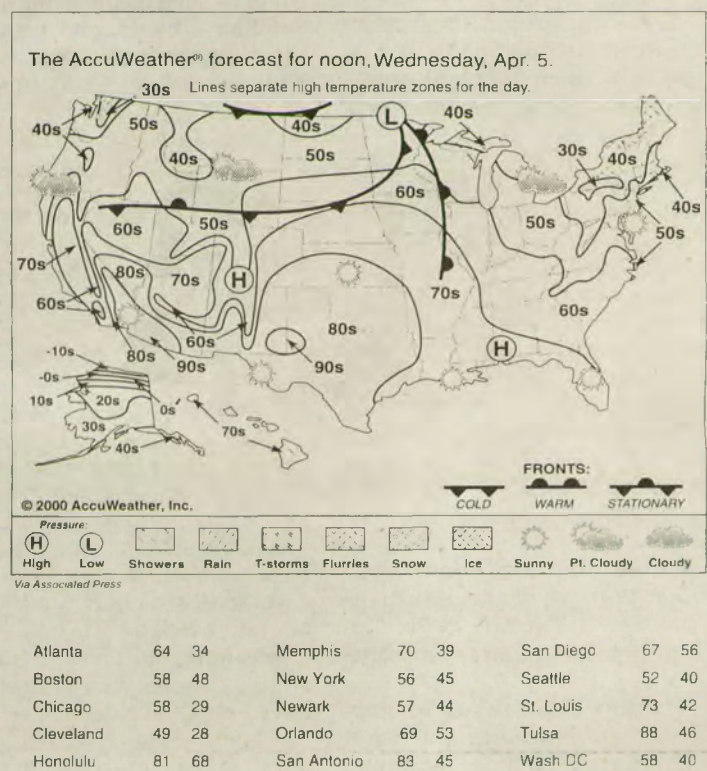 The AccuWeather® forecast for noon, Wednesday, Apr. 5.
Lines separate high temperature zones for the day.
30s
40s
50s
40s
40s
50s
L
40s
30s
40s
40s
50s
50s
60s
60s
50s
70s
80s
70s
H
60s
60s
80s
90s
80s
90s
70s
H
60s
-10s
-0s
10s
20s
0s
30s
40s
70s
FRONTS:
COLD WARM STATIONARY
© 2000 AccuWeather, Inc.
Pressure:
H L
High Low Showers Rain T-storms Flurries Snow Ice Sunny Pt. Cloudy Cloudy
Via Associated Press
Atlanta 64 34 Memphis 70 39 San Diego 67 56
Boston 58 48 New York 56 45 Seattle 52 40
Chicago 58 29 Newark 57 44 St. Louis 73 42
Cleveland 49 28 Orlando 69 53 Tulsa 88 46
Honolulu 81 68 San Antonio 83 45 Wash DC 58 40